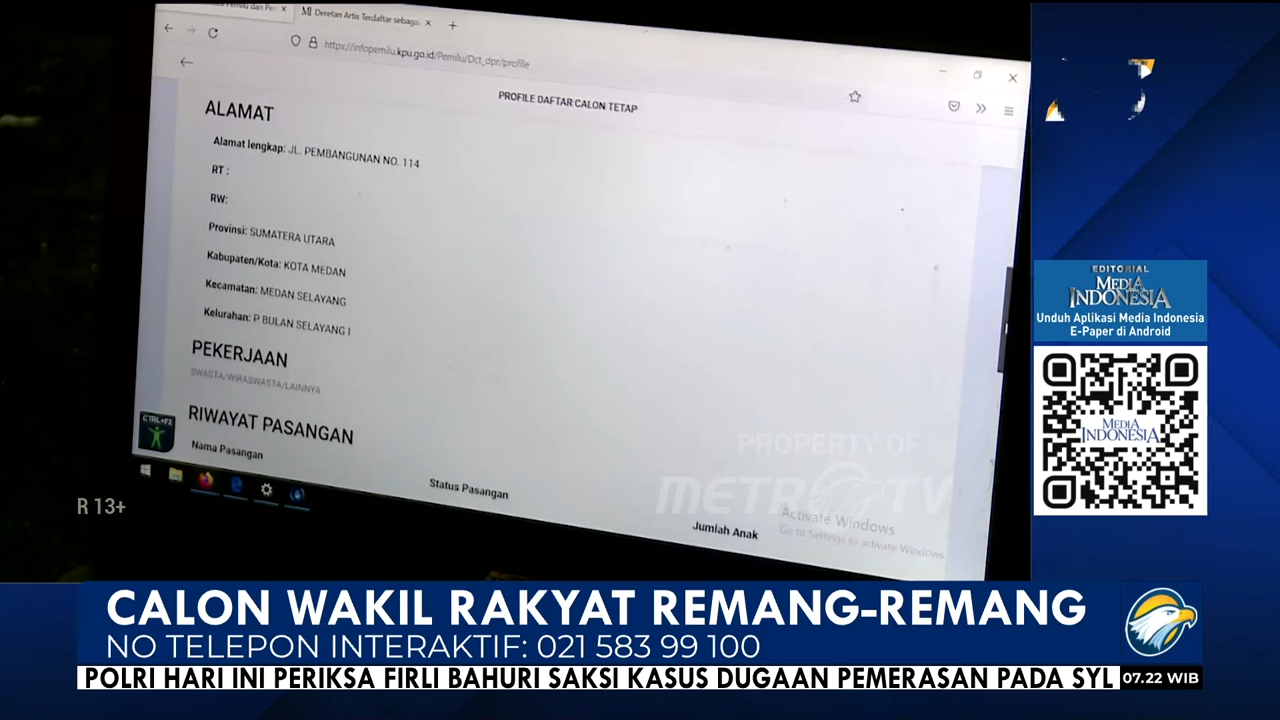 Deretan Artis Terdaftar sebagai
https://infopemilu.kpu.go.id/Pemilu/Dct_dpr/profile
PROFILE DAFTAR CALON TETAP
ALAMAT
Alamat lengkap: JL. PEMBANGUNAN NO. 114
RT :
RW:
Provinsi: SUMATERA UTARA
Kabupaten/Kota: KOTA MEDAN
Kecamatan: MEDAN SELAYANG
Kelurahan: P BULAN SELAYANG I
PEKERJAAN
SWASTA/WIRASWASTA/LAINNYA
RIWAYAT PASANGAN
Nama Pasangan
Status Pasangan
Jumlah Anak
CTRL+F2
PROPERTY OF
METRO TV
Activate Windows
Go to Settings to activate Windows.
R 13+
EDITORIAL
MEDIA
INDONESIA
Unduh Aplikasi Media Indonesia
E-Paper di Android
MEDIA
INDONESIA
CALON WAKIL RAKYAT REMANG-REMANG
NO TELEPON INTERAKTIF: 021 583 99 100
POLRI HARI INI PERIKSA FIRLI BAHURI SAKSI KASUS DUGAAN PEMERASAN PADA SYL
07.22 WIB